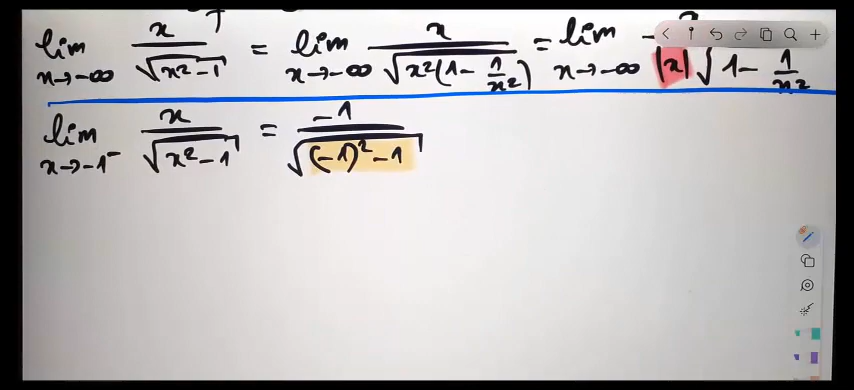 lim x→-∞ x/√(x²-1) = lim x→-∞ x/√(x²(1-1/x²)) = lim x→-∞ /|x|√(1-1/x²)
lim x→-1⁻ x/√(x²-1) = -1/√((-1)²-1)